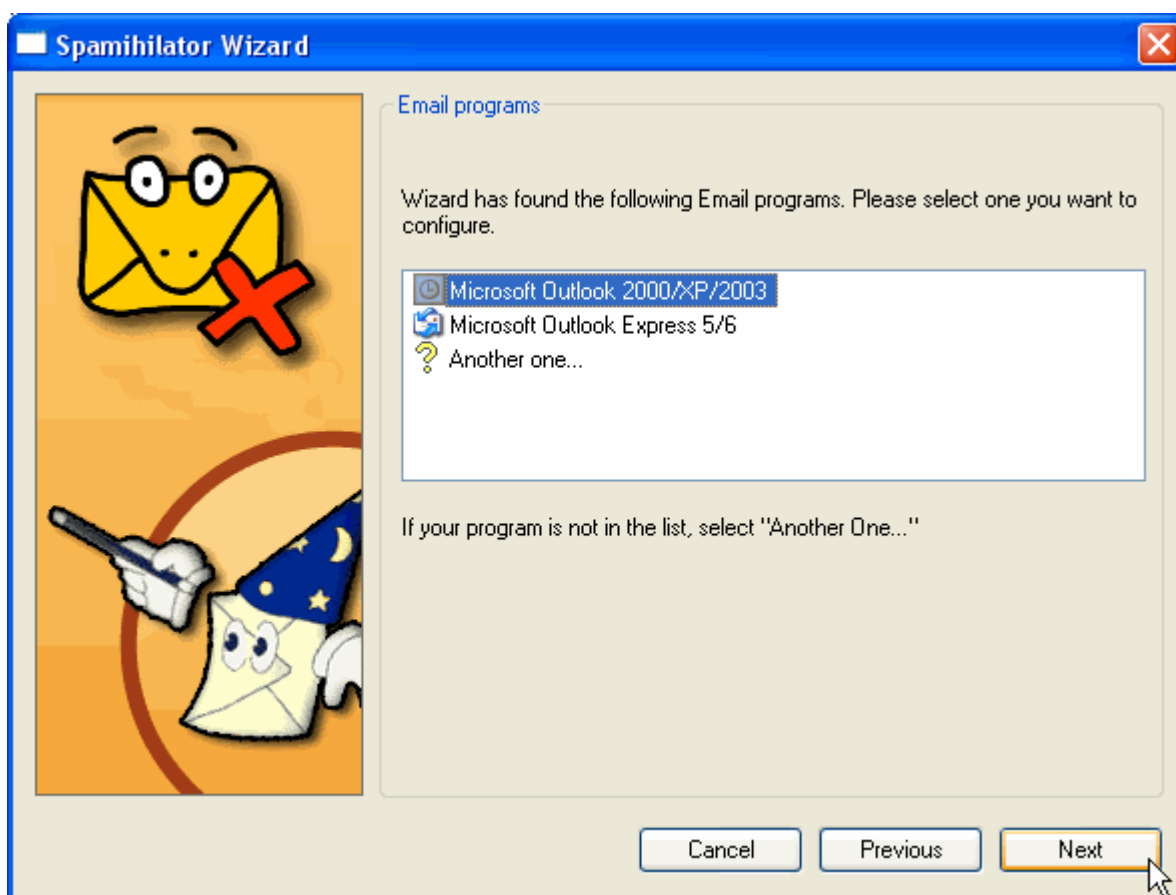 Spamihilator Wizard
Email programs
Wizard has found the following Email programs. Please select one you want to
configure.
Microsoft Outlook 2000/XP/2003
Microsoft Outlook Express 5/6
Another one...
If your program is not in the list, select "Another One..."
Cancel
Previous
Next